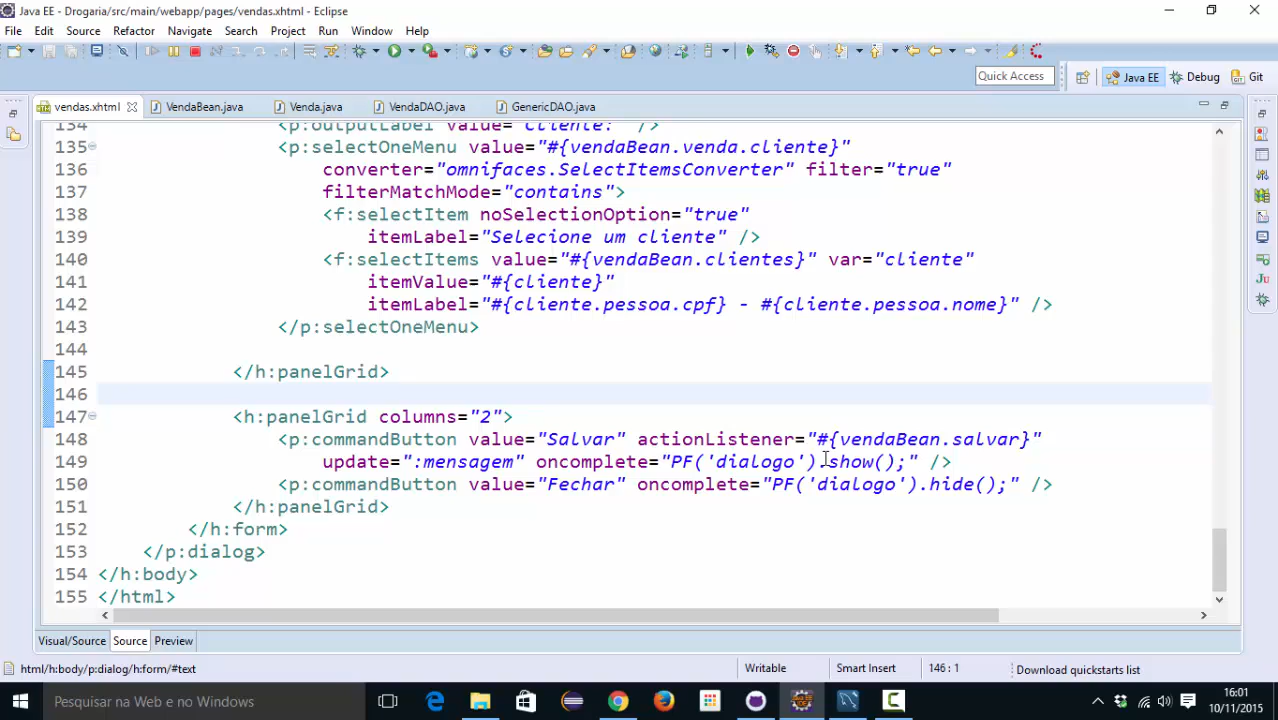 Java EE - Drogaria/src/main/webapp/pages/vendas.xhtml - Eclipse
File Edit Source Refactor Navigate Search Project Run Window Help
Quick Access Java EE Debug Git
vendas.xhtml VendaBean.java Venda.java VendaDAO.java GenericDAO.java
134 <p:outputLabel value="Cliente: " />
135 <p:selectOneMenu value="#{vendaBean.venda.cliente}"
136 converter="omnifaces.SelectItemsConverter" filter="true"
137 filterMatchMode="contains">
138 <f:selectItem noSelectionOption="true"
139 itemLabel="Selecione um cliente" />
140 <f:selectItems value="#{vendaBean.clientes}" var="cliente"
141 itemValue="#{cliente}"
142 itemLabel="#{cliente.pessoa.cpf} - #{cliente.pessoa.nome}" />
143 </p:selectOneMenu>
144
145 </h:panelGrid>
146
147 <h:panelGrid columns="2">
148 <p:commandButton value="Salvar" actionListener="#{vendaBean.salvar}"
149 update=":mensagem" oncomplete="PF('dialogo').show();" />
150 <p:commandButton value="Fechar" oncomplete="PF('dialogo').hide();" />
151 </h:panelGrid>
152 </h:form>
153 </p:dialog>
154 </h:body>
155 </html>
Visual/Source Source Preview
html/h:body/p:dialog/h:form/#text Writable Smart Insert 146 : 1 Download quickstarts list
Pesquisar na Web e no Windows
16:01
10/11/2015